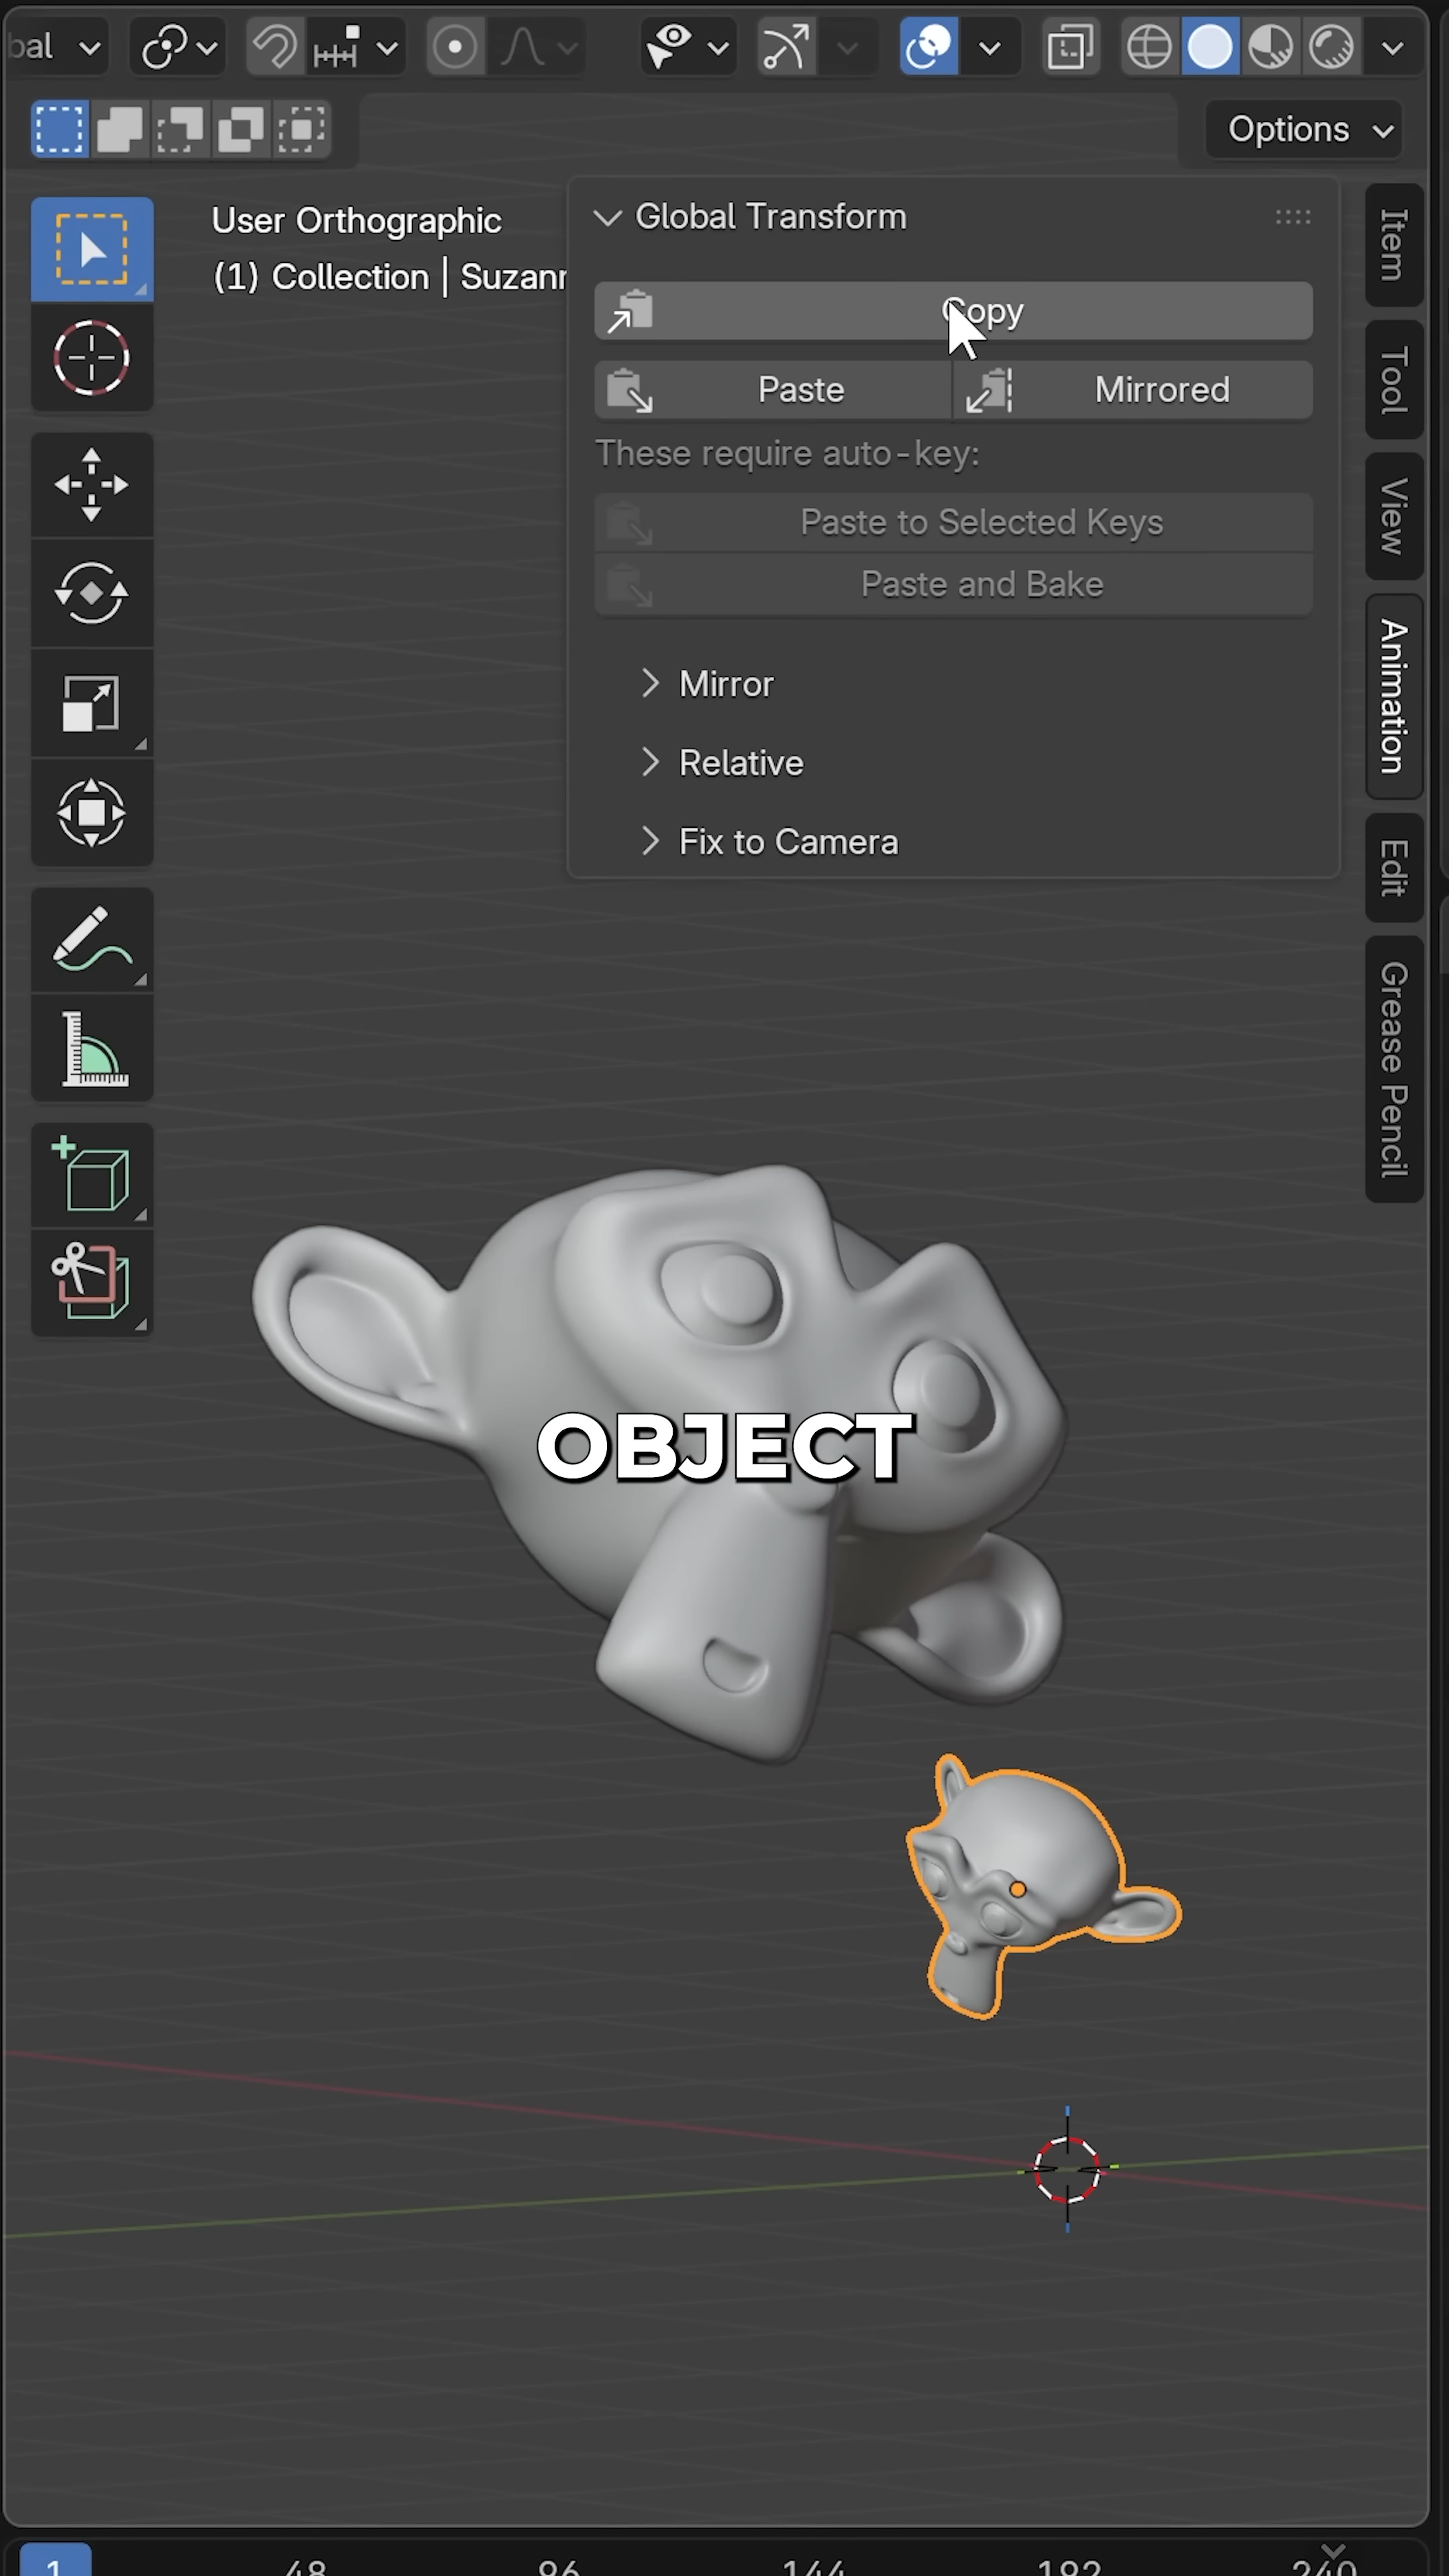 bal
Options
User Orthographic
(1) Collection | Suzann
Global Transform
Copy
Paste
Mirrored
These require auto-key:
Paste to Selected Keys
Paste and Bake
Mirror
Relative
Fix to Camera
Item
Tool
View
Animation
Edit
Grease Pencil
OBJECT
1
48
96
144
192
240